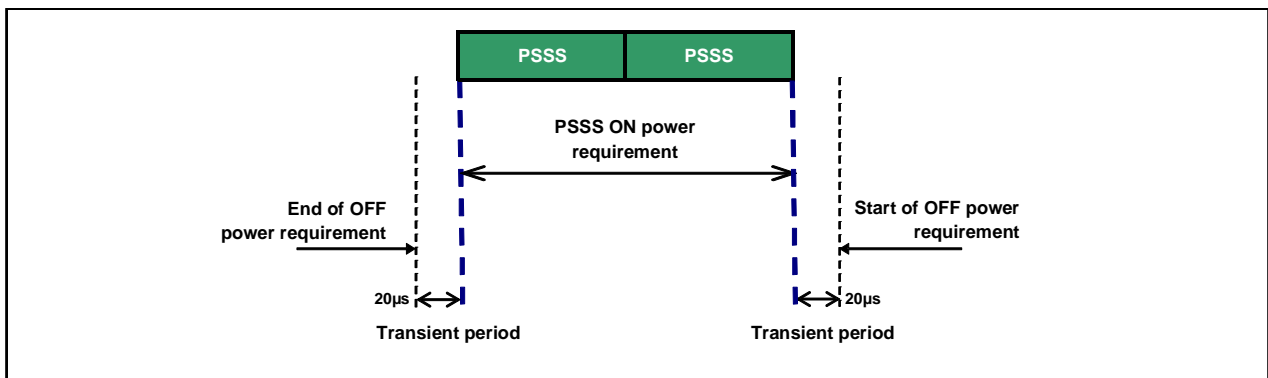 PSSS PSSS
PSSS ON power
requirement
End of OFF
power requirement
Start of OFF power
requirement
20µs
20µs
Transient period
Transient period